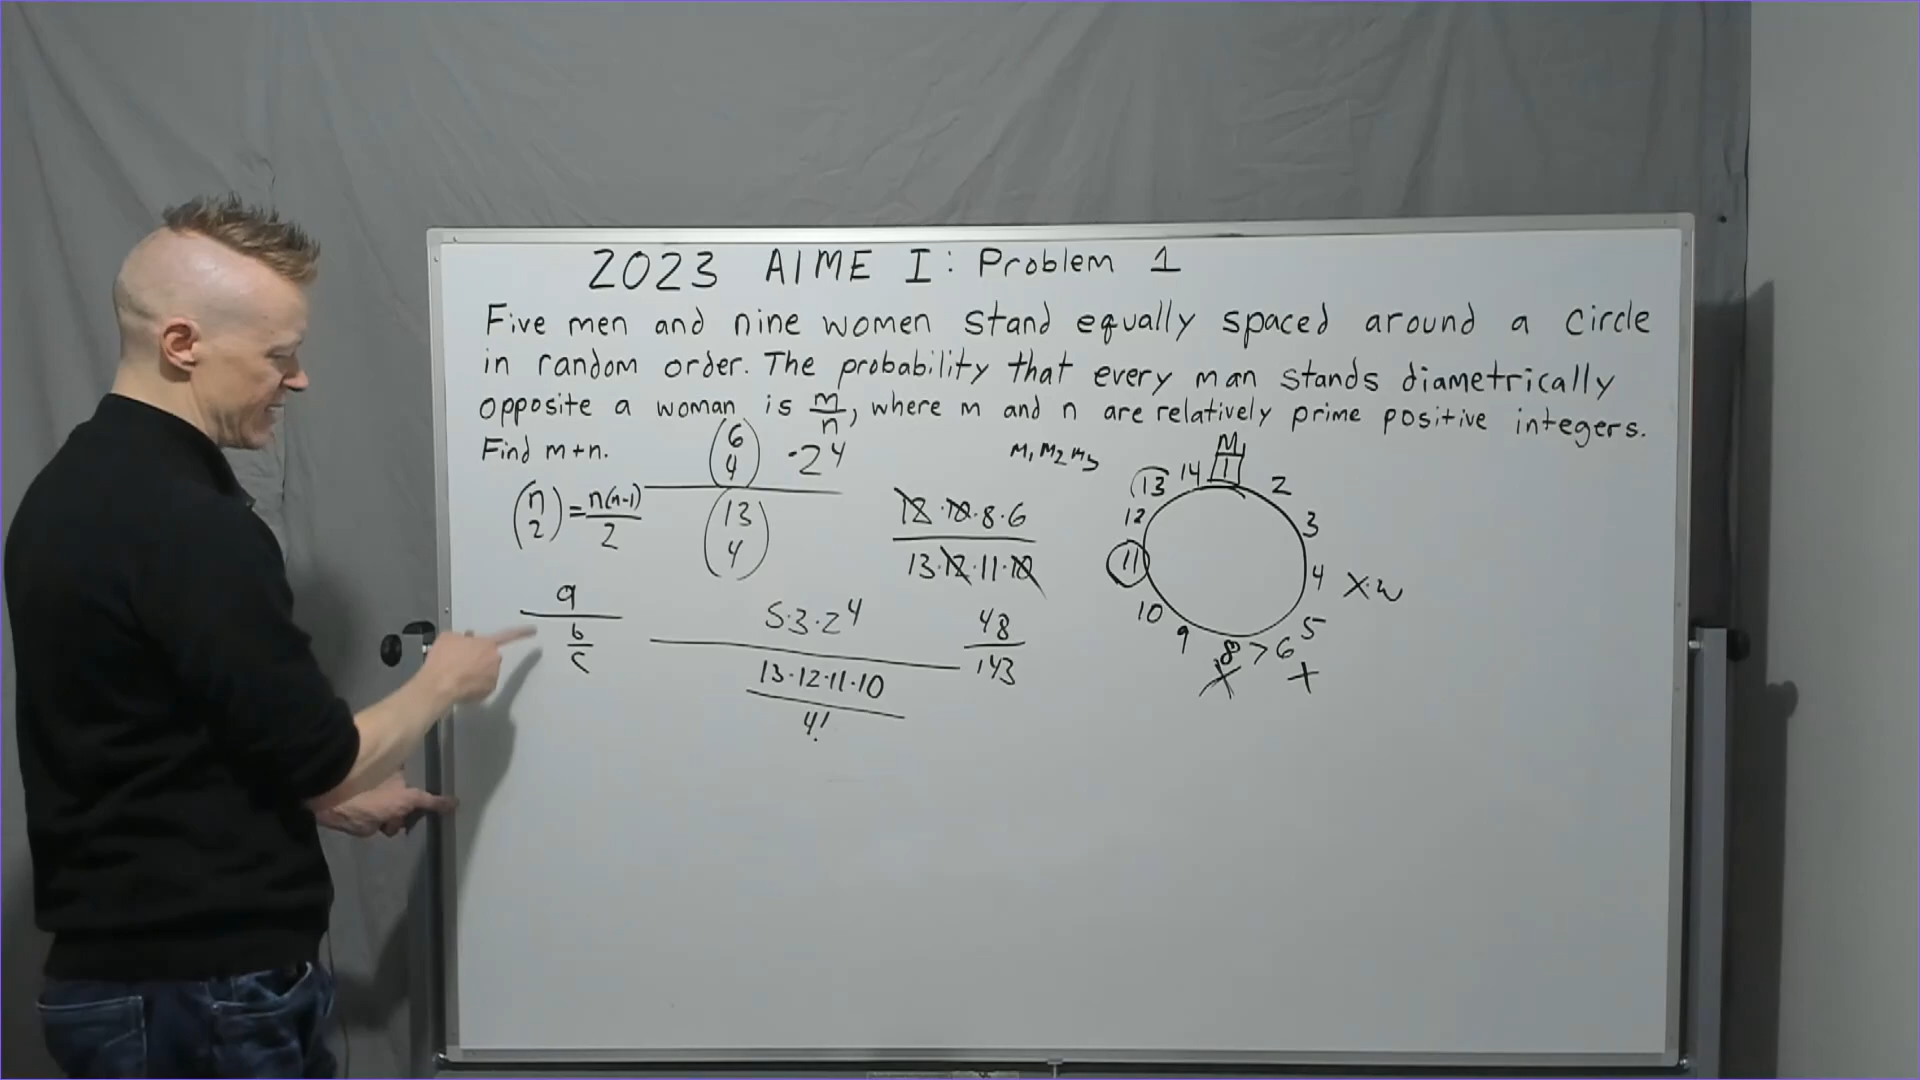 2023 AIME I: Problem 1
Five men and nine women stand equally spaced around a circle
in random order. The probability that every man stands diametrically
opposite a woman is m/n, where m and n are relatively prime positive integers.
Find m+n.
(6 4) · 2^4
(13 4)
(n 2) = n(n-1)/2
12·10·8·6
13·12·11·10
a
b
c
5·3·2^4
13·12·11·10
4!
48
143
M1 M2 M3
M1
1
2
3
4 X·w
5
6 X
7
8 X
9
10
11
12
13
14